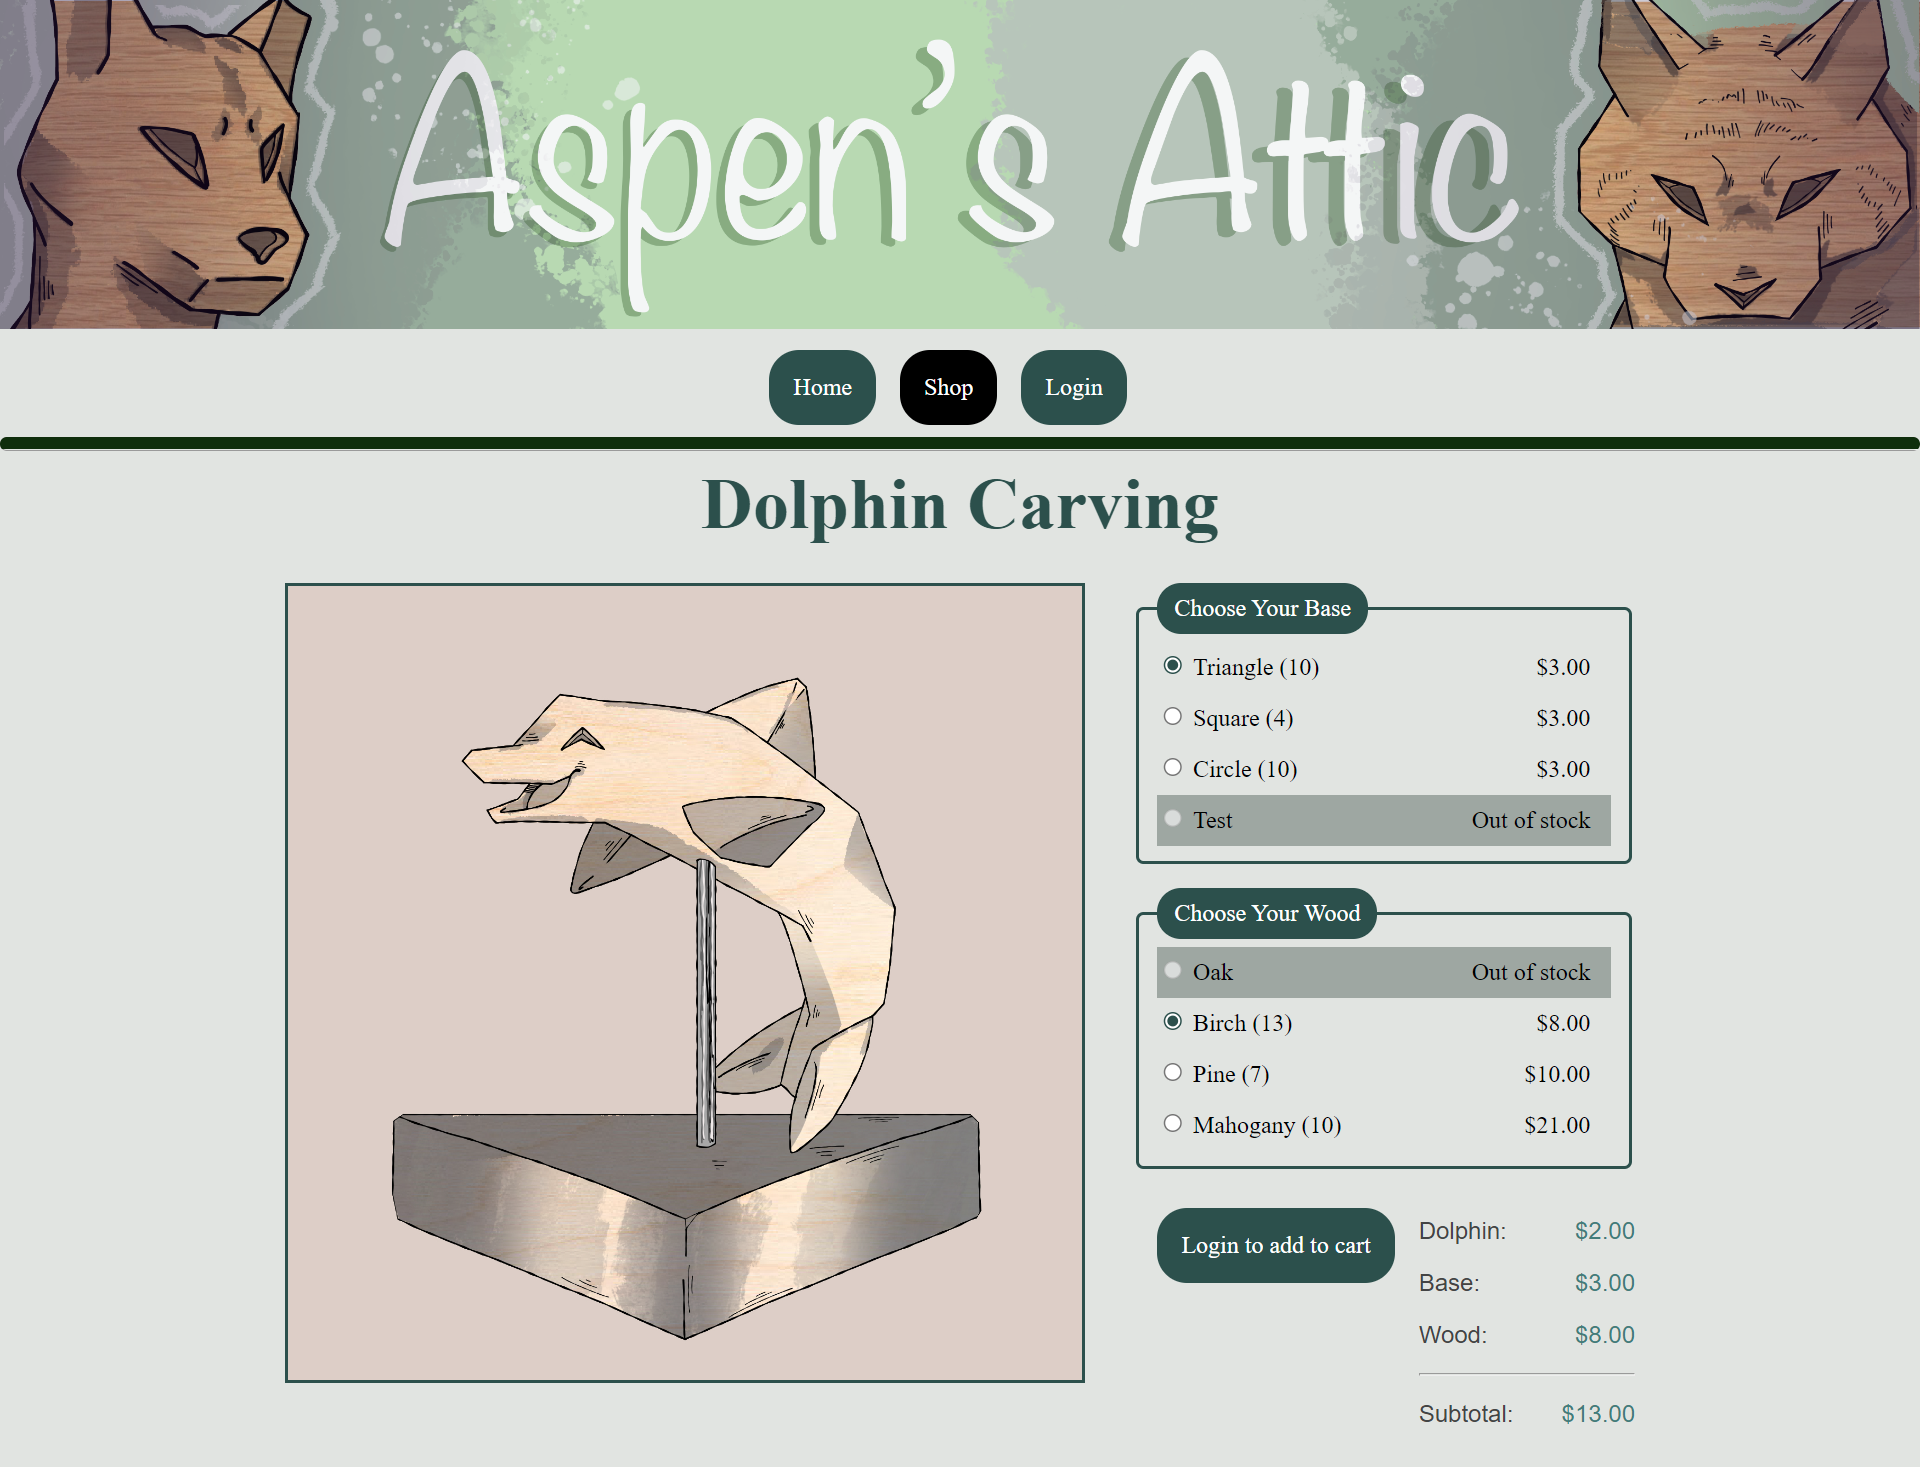 Aspen's Attic
Home
Shop
Login
Dolphin Carving
Choose Your Base
Triangle (10) $3.00
Square (4) $3.00
Circle (10) $3.00
Test Out of stock
Choose Your Wood
Oak Out of stock
Birch (13) $8.00
Pine (7) $10.00
Mahogany (10) $21.00
Login to add to cart
Dolphin: $2.00
Base: $3.00
Wood: $8.00
Subtotal: $13.00